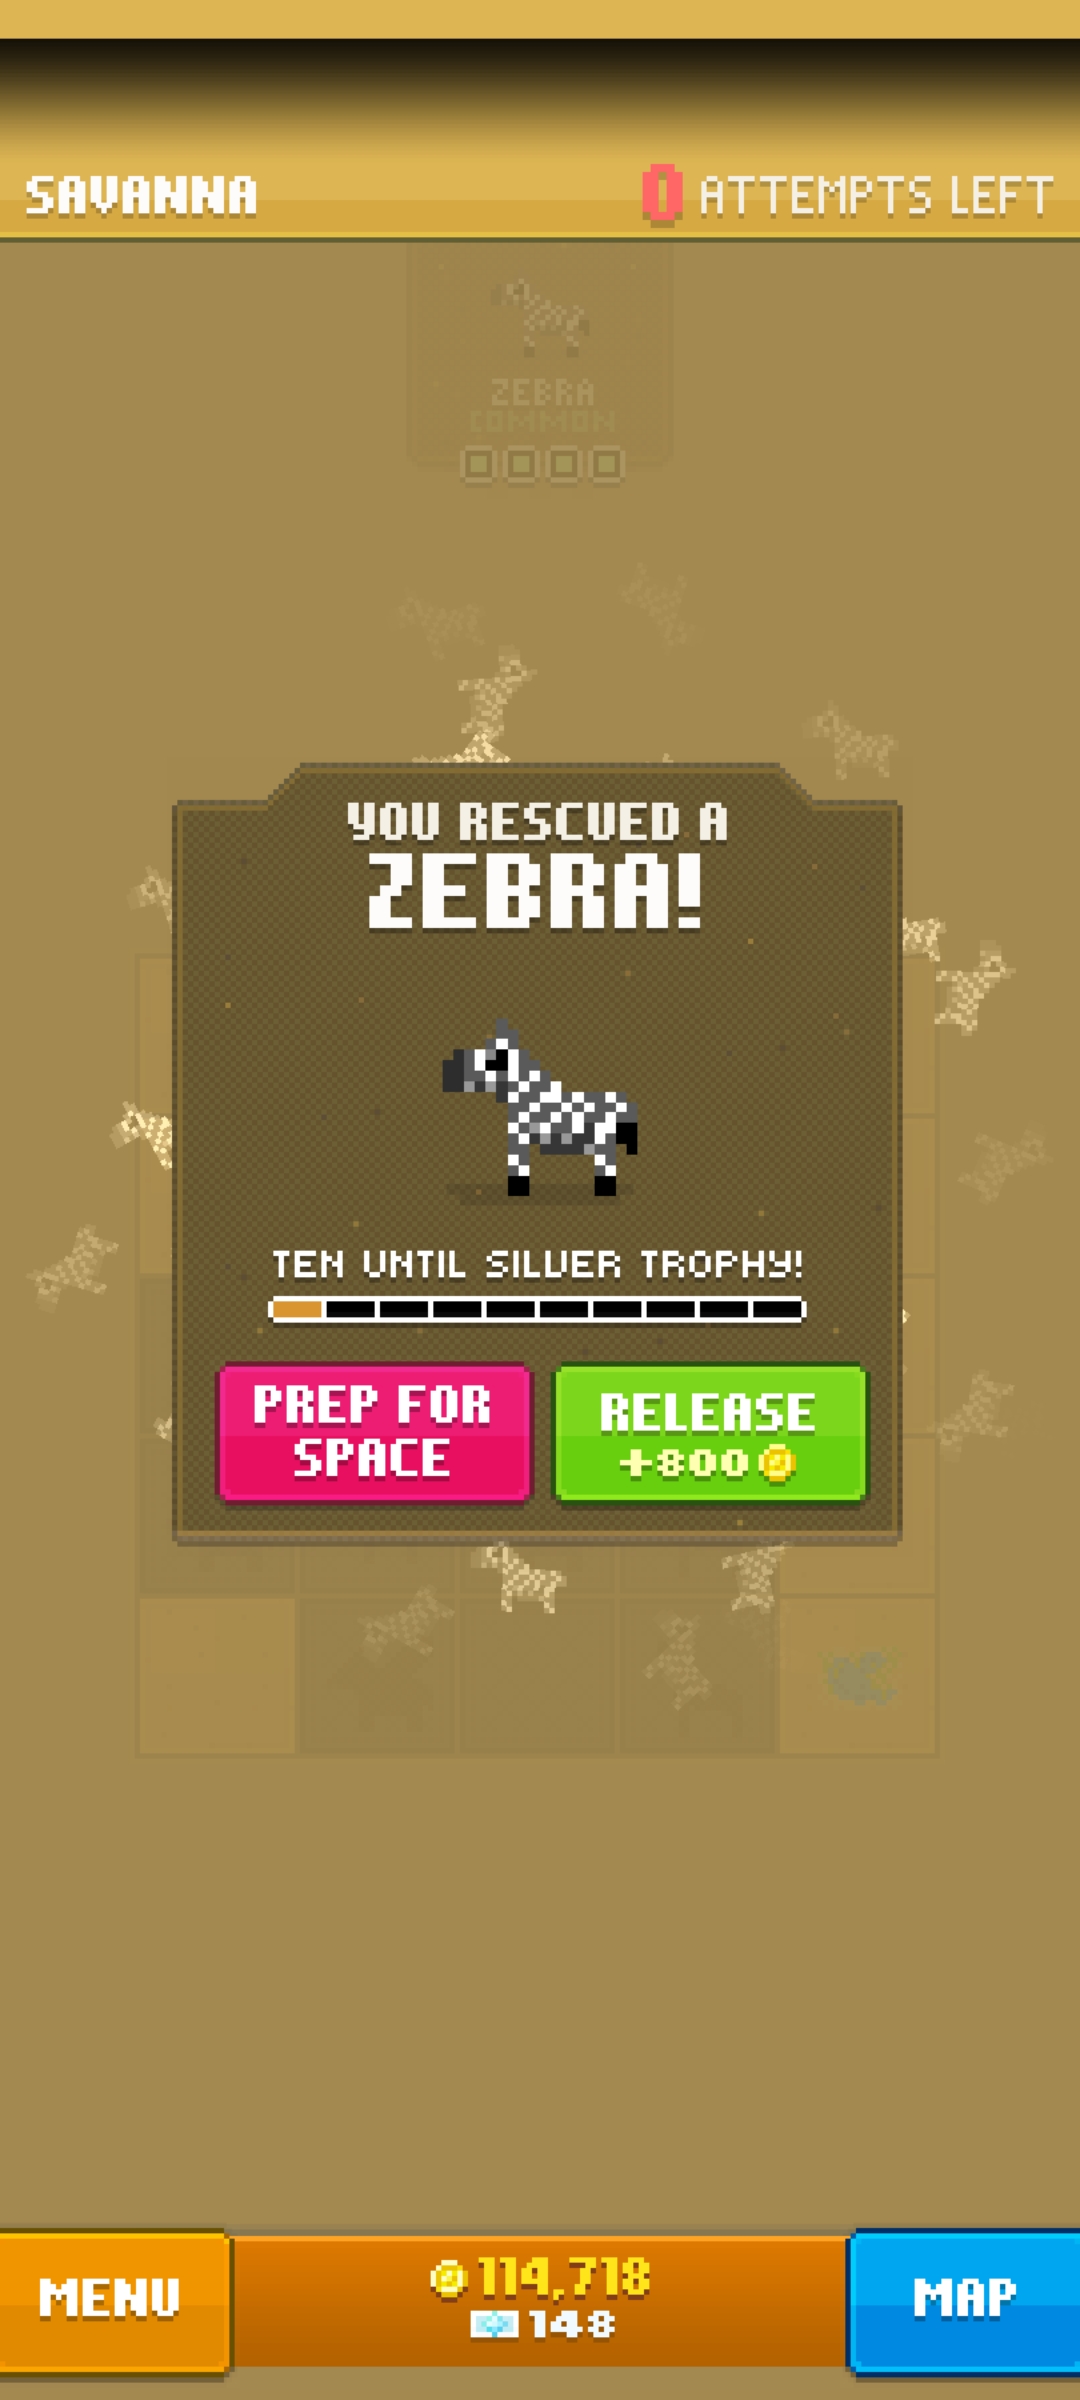 SAVANNA
0 ATTEMPTS LEFT
ZEBRA
COMMON
YOU RESCUED A
ZEBRA!
TEN UNTIL SILVER TROPHY!
PREP FOR
SPACE
RELEASE
+800
MENU
114,718
148
MAP